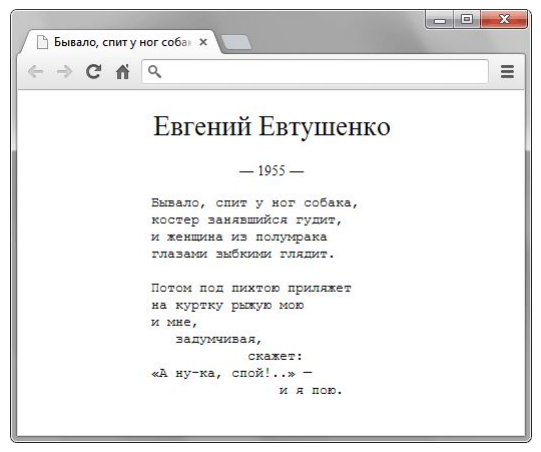 Бывало, спит у ног соба
Евгений Евтушенко
— 1955 —
Бывало, спит у ног собака,
костер занявшийся гудит,
и женщина из полумрака
глазами зыбкими глядит.
Потом под пихтою приляжет
на куртку рыжую мою
и мне,
задумчивая,
скажет:
«А ну-ка, спой!..» —
и я пою.